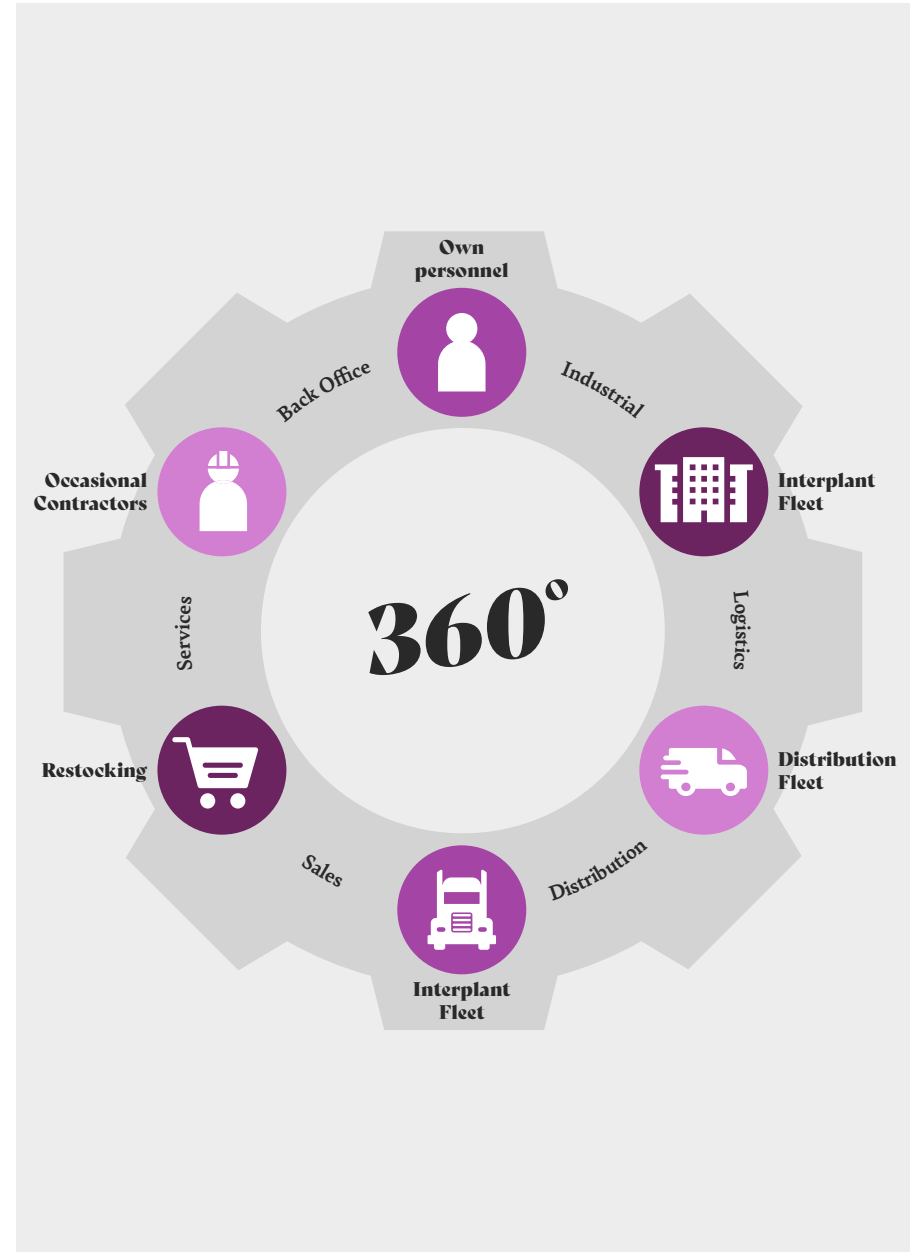 Own
personnel
Back Office
Industrial
Occasional
Contractors
Interplant
Fleet
360°
Services
Logistics
Restocking
Distribution
Fleet
Sales
Distribution
Interplant
Fleet